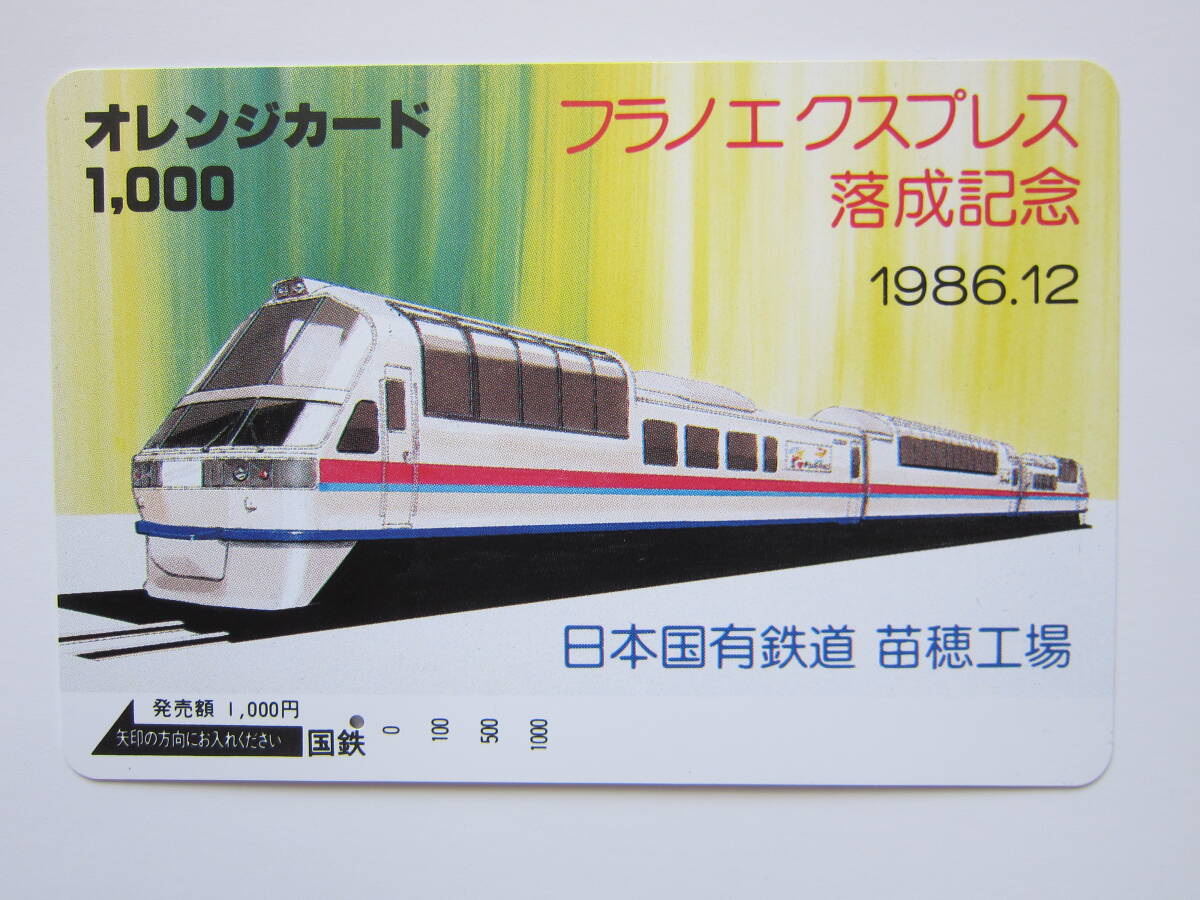 オレンジカード
1,000
フラノエクスプレス
落成記念
1986.12
日本国有鉄道 苗穂工場
発売額 1,000円
矢印の方向にお入れください
国鉄 0 100 500 1000